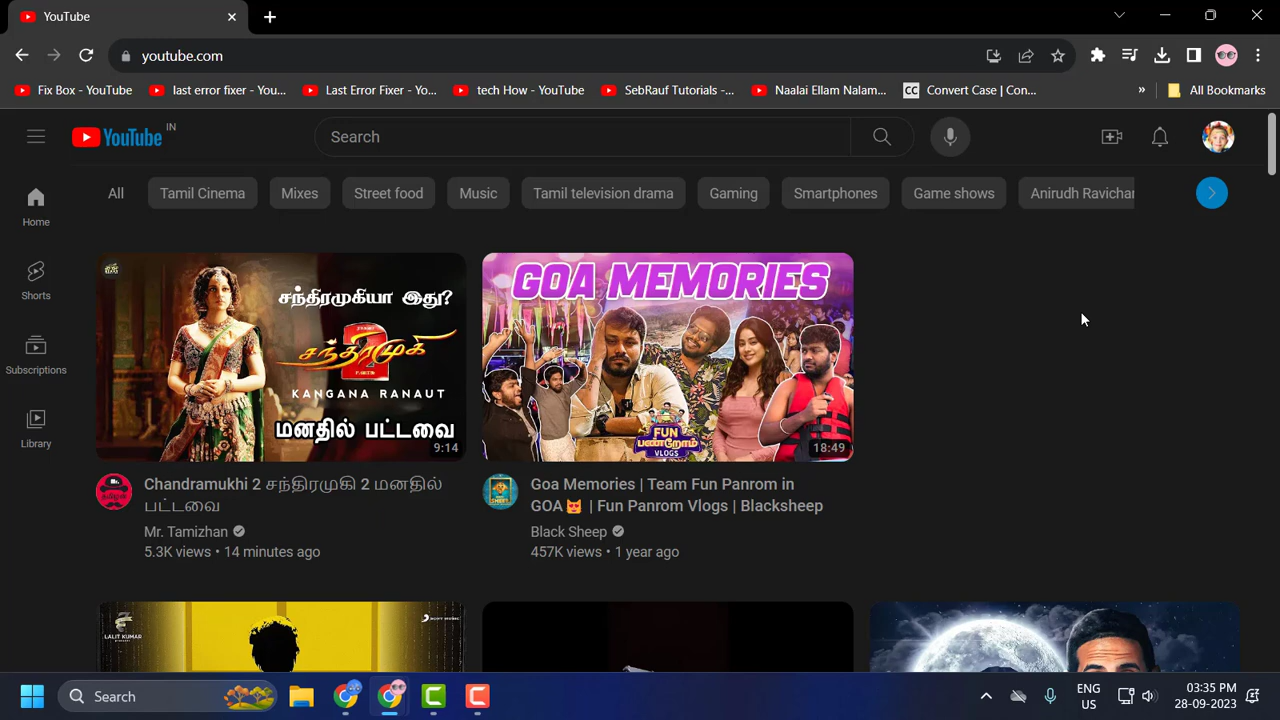 YouTube
youtube.com
Fix Box - YouTube
last error fixer - You...
Last Error Fixer - Yo...
tech How - YouTube
SebRauf Tutorials -...
Naalai Ellam Nalam...
CC Convert Case | Con...
»
All Bookmarks
YouTube IN
Search
All
Tamil Cinema
Mixes
Street food
Music
Tamil television drama
Gaming
Smartphones
Game shows
Anirudh Ravichar
Home
Shorts
Subscriptions
Library
சந்திரமுகியா இது?
சந்திரமுகி
2
KANGANA RANAUT
மனதில் பட்டவை
9:14
GOA MEMORIES
FUN
பண்றோம்
VLOGS
18:49
Chandramukhi 2 சந்திரமுகி 2 மனதில்
பட்டவை
Mr. Tamizhan
5.3K views • 14 minutes ago
Goa Memories | Team Fun Panrom in
GOA😻 | Fun Panrom Vlogs | Blacksheep
Black Sheep
457K views • 1 year ago
LALIT KUMAR
Search
ENG
US
03:35 PM
28-09-2023